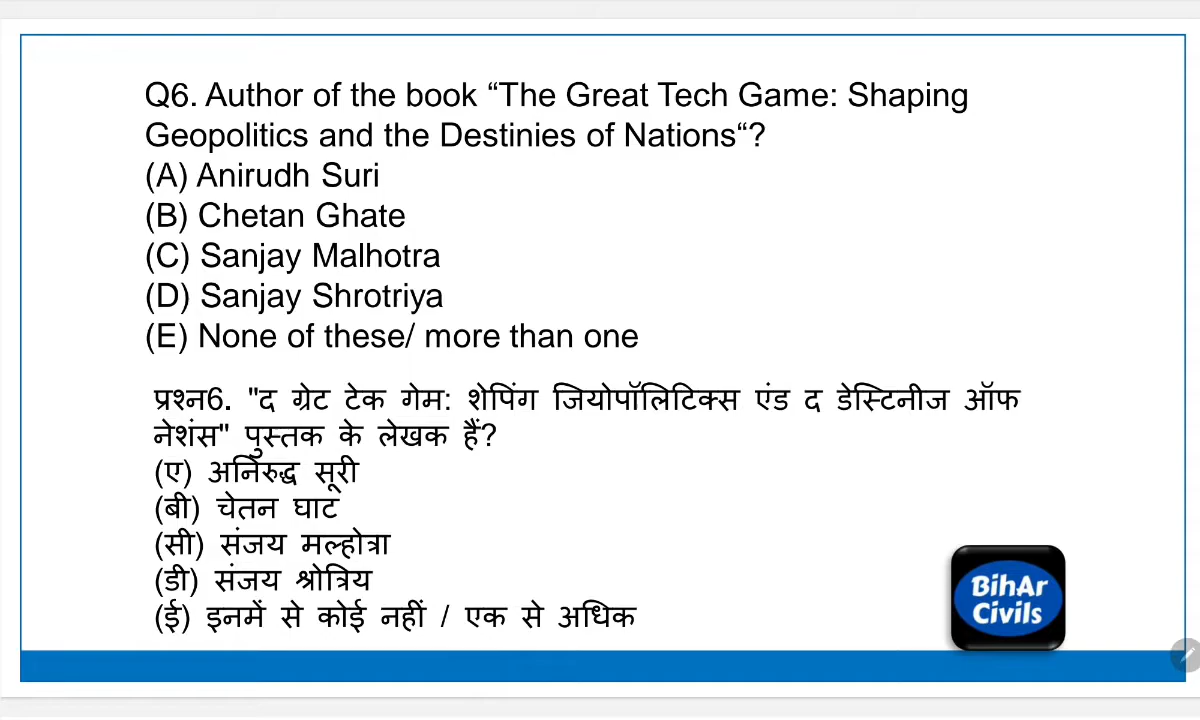 Q6. Author of the book “The Great Tech Game: Shaping
Geopolitics and the Destinies of Nations“?
(A) Anirudh Suri
(B) Chetan Ghate
(C) Sanjay Malhotra
(D) Sanjay Shrotriya
(E) None of these/ more than one
प्रश्न6. "द ग्रेट टेक गेम: शेपिंग जियोपॉलिटिक्स एंड द डेस्टिनीज ऑफ
नेशंस" पुस्तक के लेखक हैं?
(ए) अनिरुद्ध सूरी
(बी) चेतन घाटे
(सी) संजय मल्होत्रा
(डी) संजय श्रोत्रिय
(ई) इनमें से कोई नहीं / एक से अधिक
BihAr
Civils